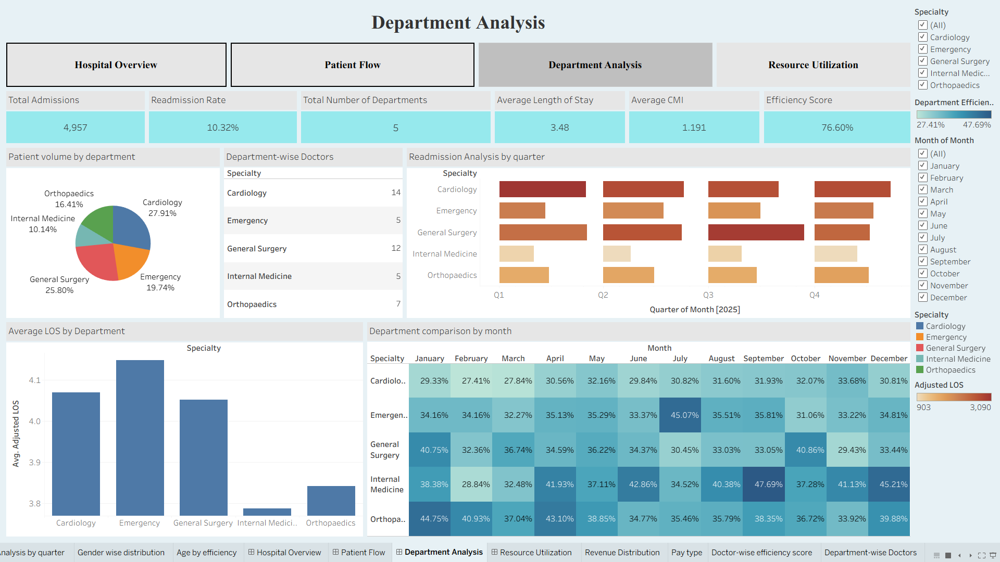 Department Analysis
Hospital Overview
Patient Flow
Department Analysis
Resource Utilization
Total Admissions
Readmission Rate
Total Number of Departments
Average Length of Stay
Average CMI
Efficiency Score
4,957
10.32%
5
3.48
1.191
76.60%
Patient volume by department
Orthopaedics
16.41%
Cardiology
27.91%
Internal Medicine
10.14%
General Surgery
25.80%
Emergency
19.74%
Department-wise Doctors
Specialty
Cardiology 14
Emergency 5
General Surgery 12
Internal Medicine 5
Orthopaedics 7
Readmission Analysis by quarter
Specialty
Cardiology
Emergency
General Surgery
Internal Medicine
Orthopaedics
Q1 Q2 Q3 Q4
Quarter of Month [2025]
Average LOS by Department
Specialty
Avg. Adjusted LOS
4.1
4.0
3.9
3.8
Cardiology Emergency General Surgery Internal Medici.. Orthopaedics
Department comparison by month
Month
Specialty January February March April May June July August September October November December
Cardiolo.. 29.33% 27.41% 27.84% 30.56% 32.16% 29.84% 30.82% 31.60% 31.93% 32.07% 33.68% 30.81%
Emergen.. 34.16% 34.16% 32.27% 35.13% 35.29% 33.37% 45.07% 35.51% 35.81% 31.06% 33.22% 34.81%
General
Surgery
40.75% 32.36% 36.74% 34.59% 36.22% 34.37% 30.45% 33.03% 33.05% 40.86% 29.43% 33.44%
Internal
Medicine
38.38% 28.84% 32.48% 41.93% 37.11% 42.86% 34.52% 40.38% 47.69% 37.28% 41.13% 45.21%
Orthopa.. 44.75% 40.93% 37.04% 43.10% 38.85% 34.77% 35.46% 35.79% 38.35% 36.72% 33.92% 39.88%
Specialty
(All)
Cardiology
Emergency
General Surgery
Internal Medic...
Orthopaedics
Department Efficien..
27.41% 47.69%
Month of Month
(All)
January
February
March
April
May
June
July
August
September
October
November
December
Specialty
Cardiology
Emergency
General Surgery
Internal Medicine
Orthopaedics
Adjusted LOS
903 3,090
nalysis by quarter
Gender wise distribution
Age by efficiency
Hospital Overview
Patient Flow
Department Analysis
Resource Utilization
Revenue Distribution
Pay type
Doctor-wise efficiency score
Department-wise Doctors